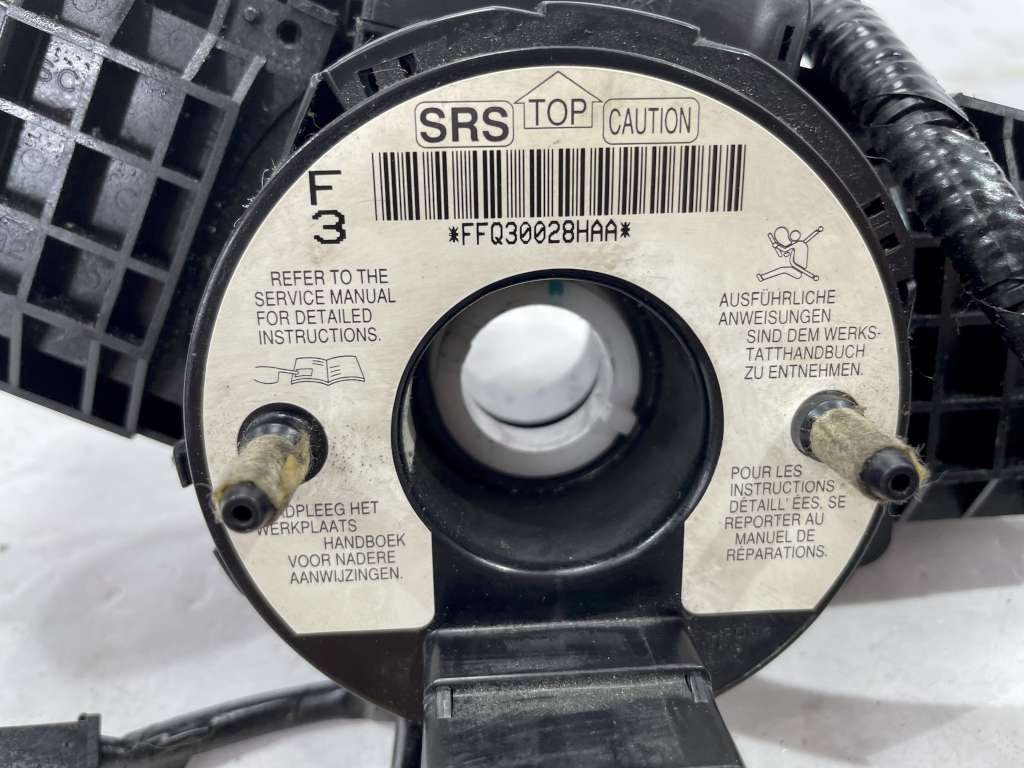 SRS TOP CAUTION
F
3
*FFQ30028HAA*
REFER TO THE
SERVICE MANUAL
FOR DETAILED
INSTRUCTIONS.
AUSFÜHRLICHE
ANWEISUNGEN
SIND DEM WERKS-
TATTHANDBUCH
ZU ENTNEHMEN.
HET
WERKPLAATS
HANDBOEK
VOOR NADERE
AANWIJZINGEN.
POUR LES
INSTRUCTIONS
DÉTAILL' ÉES, SE
REPORTER AU
MANUEL DE
RÉPARATIONS.